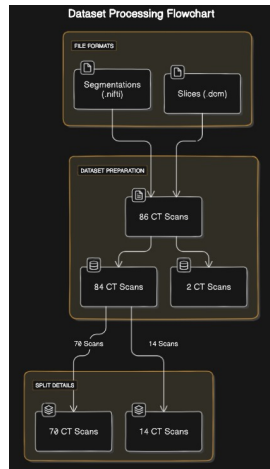 Dataset Processing Flowchart
FILE FORMATS
Segmentations
(.nifti)
Slices (.dcm)
DATASET PREPARATION
86 CT Scans
84 CT Scans
2 CT Scans
70 Scans
14 Scans
SPLIT DETAILS
70 CT Scans
14 CT Scans